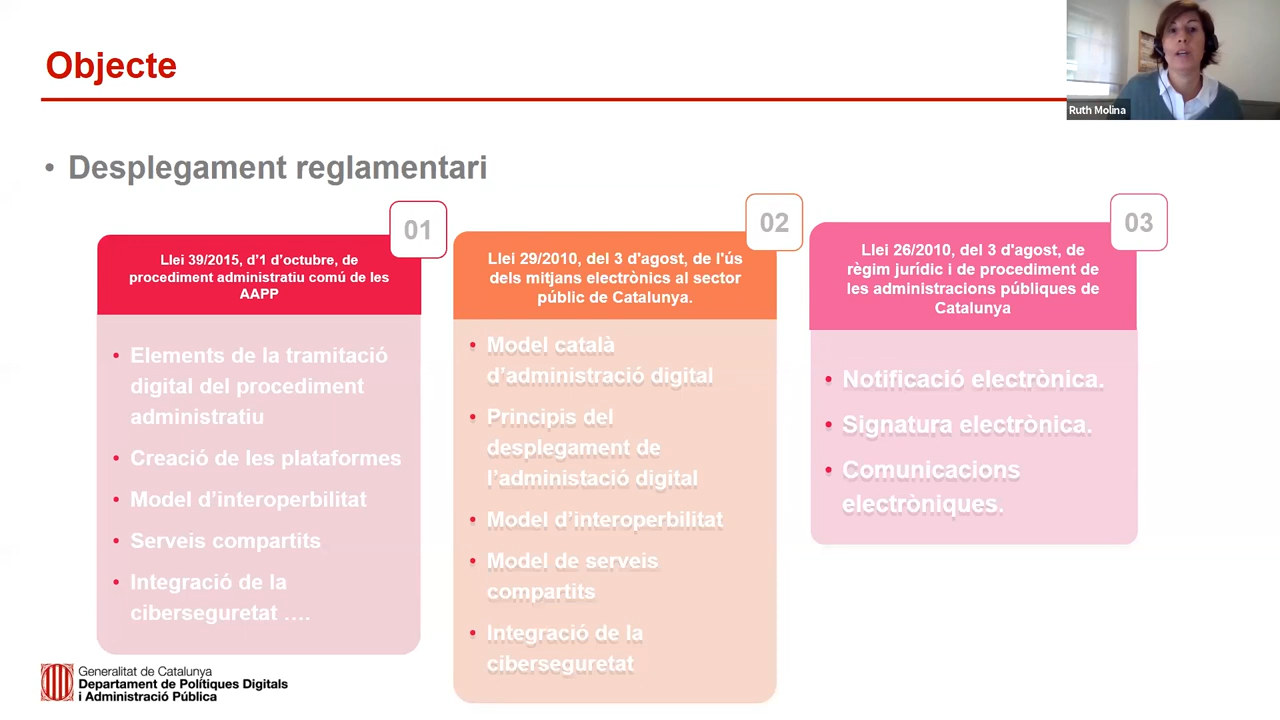 Objecte
Ruth Molina
• Desplegament reglamentari
01
Llei 39/2015, d’1 d’octubre, de
procediment administratiu comú de les
AAPP
• Elements de la tramitació
digital del procediment
administratiu
• Creació de les plataformes
• Model d’interoperbilitat
• Serveis compartits
• Integració de la
ciberseguretat ….
02
Llei 29/2010, del 3 d'agost, de l'ús
dels mitjans electrònics al sector
públic de Catalunya.
• Model català
d’administració digital
• Principis del
desplegament de
l’administació digital
• Model d’interoperbilitat
• Model de serveis
compartits
• Integració de la
ciberseguretat
03
Llei 26/2010, del 3 d'agost, de
règim jurídic i de procediment de
les administracions públiques de
Catalunya
• Notificació electrònica.
• Signatura electrònica.
• Comunicacions
electròniques.
Generalitat de Catalunya
Departament de Polítiques Digitals
i Administració Pública